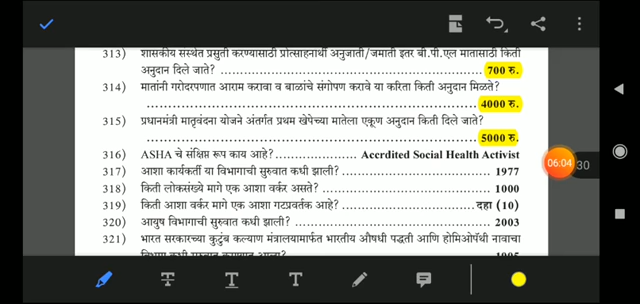 313) शासकीय संस्थेत प्रसुती करण्यासाठी प्रोत्साहनार्थी अनुजाती/जमाती इतर बी.पी.एल मातासाठी किती
अनुदान दिले जाते? ........................................ 700 रु.
314) मातांनी गरोदरपणात आराम करावा व बाळांचे संगोपण करावे या करिता किती अनुदान मिळते?
........................................ 4000 रु.
315) प्रधानमंत्री मातृवंदना योजने अंतर्गत प्रथम खेपेच्या मातेला एकूण अनुदान किती दिले जाते?
........................................ 5000 रु.
316) ASHA चे संक्षिप्त रूप काय आहे?.................... Accrdited Social Health Activist
317) आशा कार्यकर्ती या विभागाची सुरुवात कधी झाली? .................... 1977
318) किती लोकसंख्ये मागे एक आशा वर्कर असते? .................... 1000
319) किती आशा वर्कर मागे एक आशा गटप्रवर्तक आहे? .................... दहा (10)
320) आयुष विभागाची सुरुवात कधी झाली? .................... 2003
321) भारत सरकारच्या कुटुंब कल्याण मंत्रालयामार्फत भारतीय औषधी पद्धती आणि होमिओपॅथी नावाचा
06:04
30